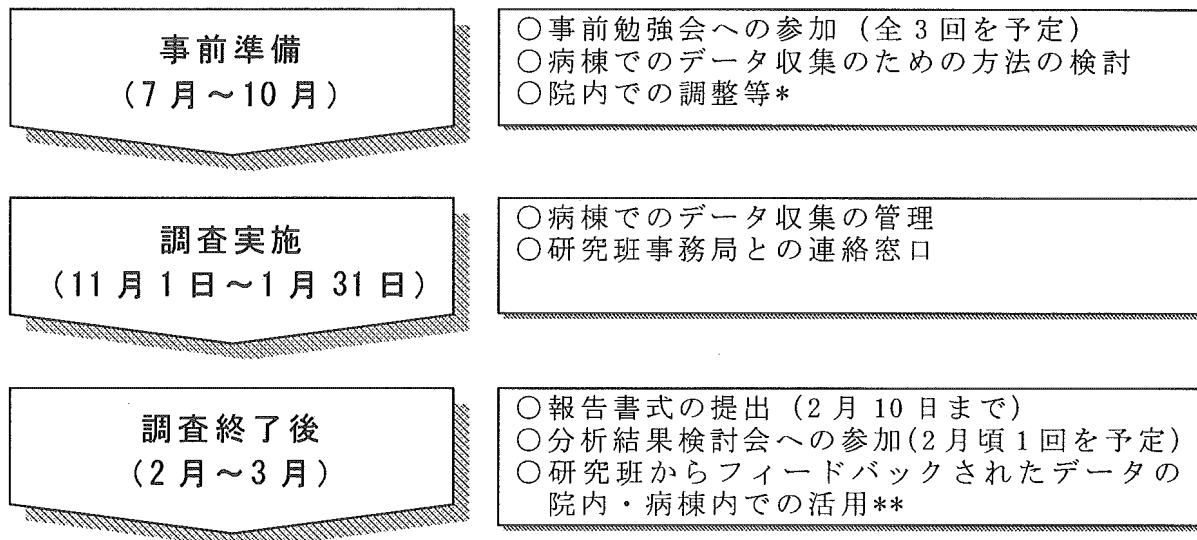 事前準備
(7月～10月)
○事前勉強会への参加 (全3回を予定)
○病棟でのデータ収集のための方法の検討
○院内での調整等*
調査実施
(11月1日～1月31日)
○病棟でのデータ収集の管理
○研究班事務局との連絡窓口
調査終了後
(2月～3月)
○報告書式の提出 (2月10日まで)
○分析結果検討会への参加(2月頃1回を予定)
○研究班からフィードバックされたデータの
院内・病棟内での活用**